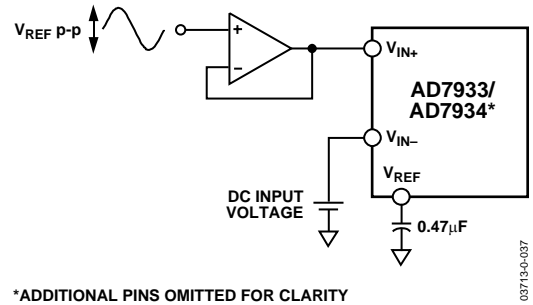 VREF p-p
+
–
VIN+
AD7933/
AD7934*
VIN–
VREF
DC INPUT
VOLTAGE
0.47µF
03713-0-037
*ADDITIONAL PINS OMITTED FOR CLARITY